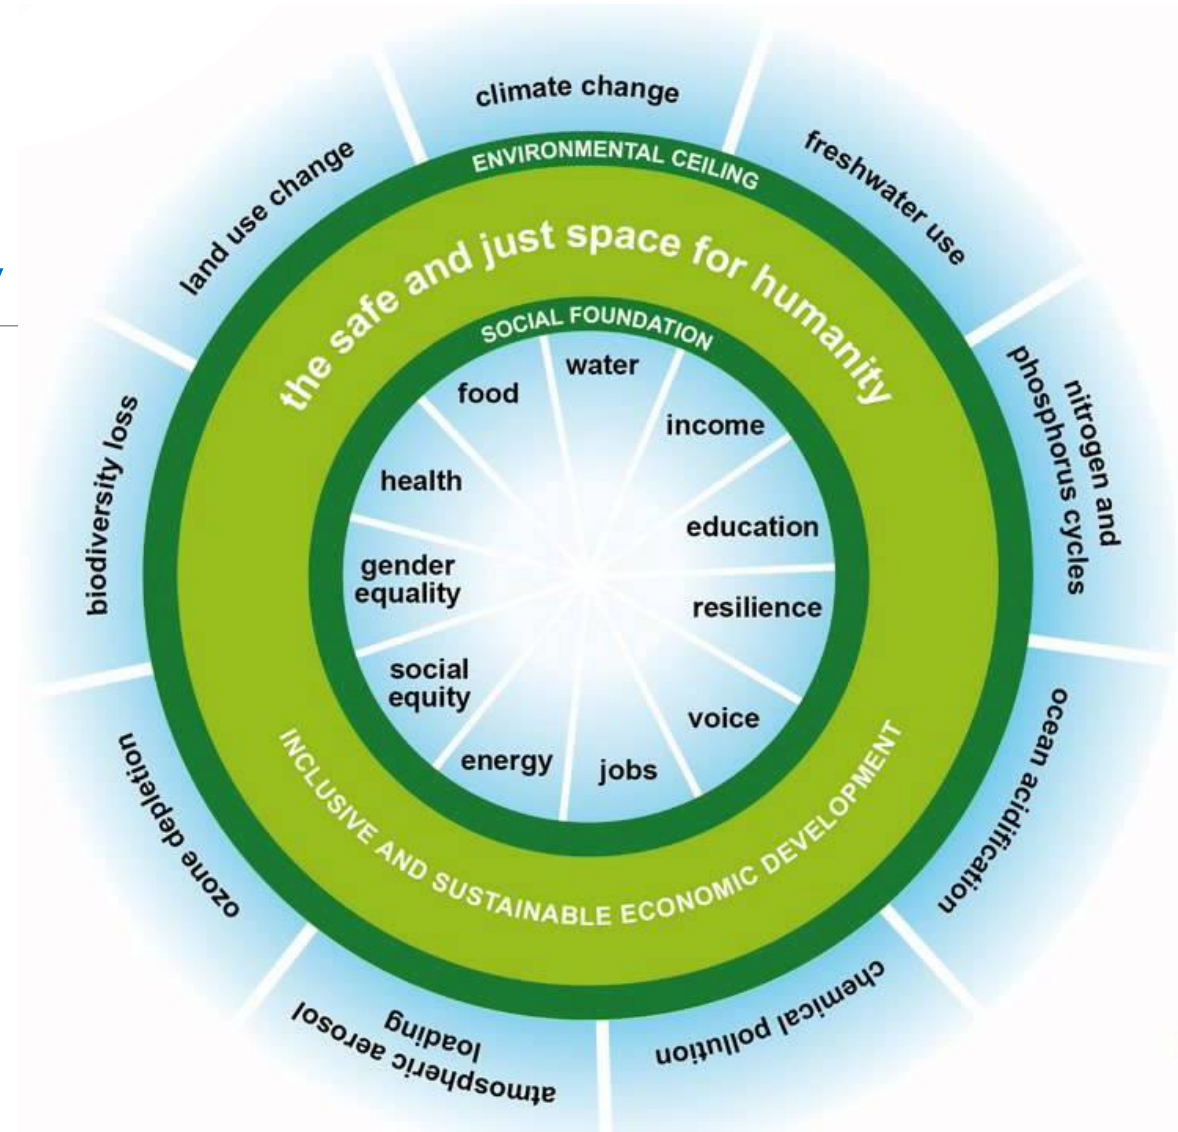 climate change
freshwater use
nitrogen and
phosphorus cycles
ocean acidification
chemical pollution
atmospheric aerosol
loading
ozone depletion
biodiversity loss
land use change
ENVIRONMENTAL CEILING
the safe and just space for humanity
SOCIAL FOUNDATION
water
income
education
resilience
voice
jobs
energy
social
equity
gender
equality
health
food
INCLUSIVE AND SUSTAINABLE ECONOMIC DEVELOPMENT